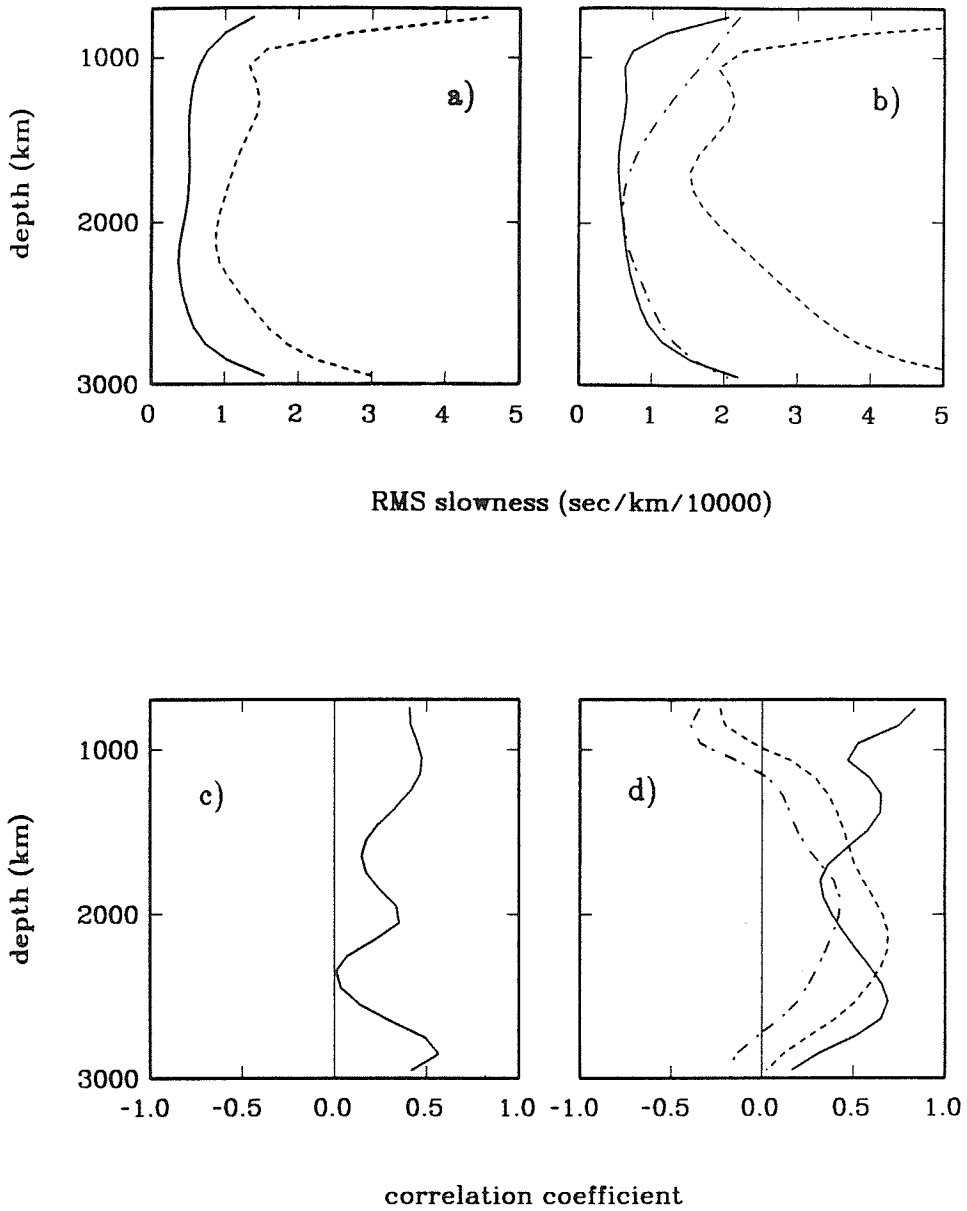 1000
2000
3000
depth (km)
a)
b)
0 1 2 3 4 5
0 1 2 3 4 5
RMS slowness (sec/km/10000)
1000
2000
3000
depth (km)
c)
d)
-1.0 -0.5 0.0 0.5 1.0
-1.0 -0.5 0.0 0.5 1.0
correlation coefficient